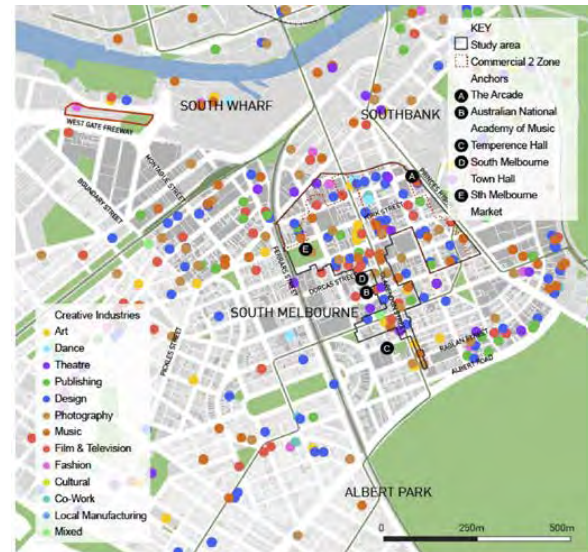 KEY
Study area
Commercial 2 Zone
Anchors
A The Arcade
B Australian National
Academy of Music
C Temperence Hall
D South Melbourne
Town Hall
E Sth Melbourne
Market
SOUTH WHARF
SOUTHBANK
WEST GATE FREEWAY
MONTAGUE STREET
BOUNDARY STREET
A
YORK STREET
E
FERRARS STREET
DORCAS STREET
D
B
SOUTH MELBOURNE
C
PICKLES STREET
RAGLAN STREET
ALBERT ROAD
Creative Industries
Art
Dance
Theatre
Publishing
Design
Photography
Music
Film & Television
Fashion
Cultural
Co-Work
Local Manufacturing
Mixed
ALBERT PARK
0 250m 500m